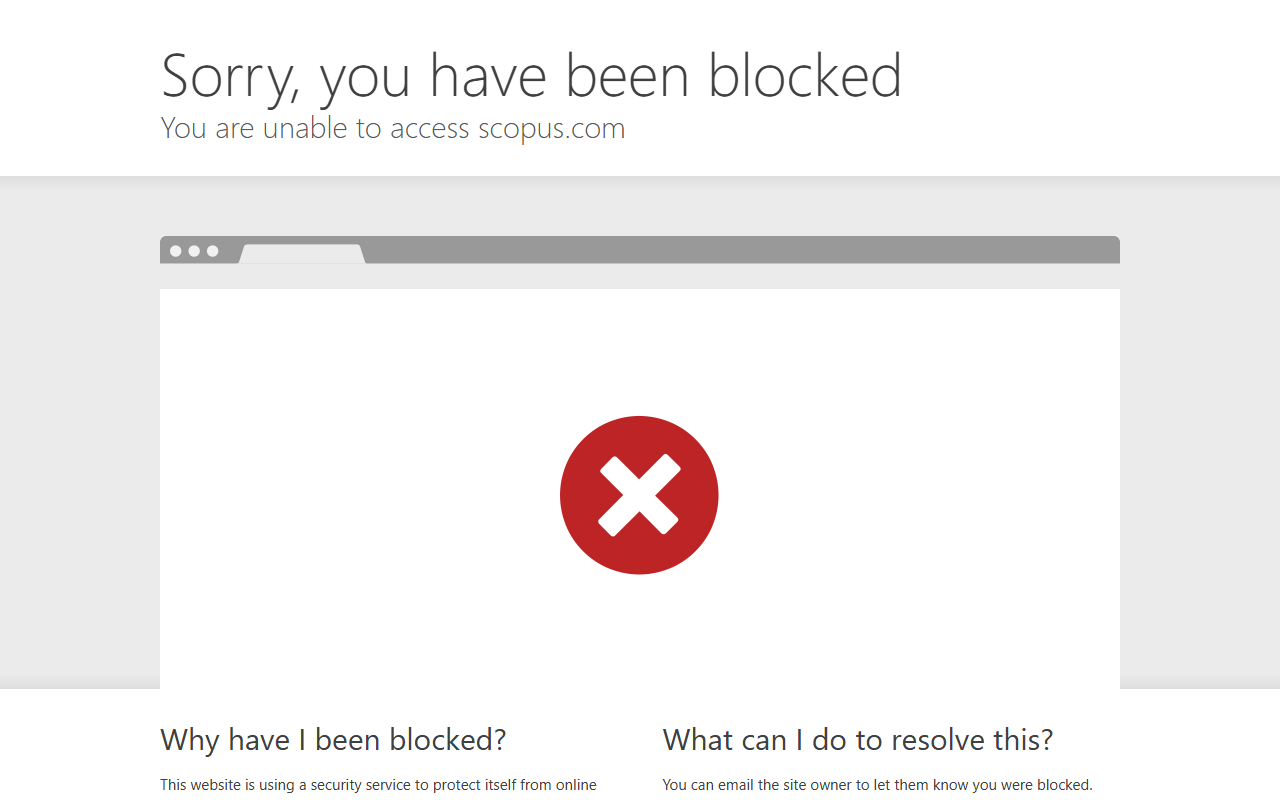 Sorry, you have been blocked
You are unable to access scopus.com
Why have I been blocked?
This website is using a security service to protect itself from online
What can I do to resolve this?
You can email the site owner to let them know you were blocked.